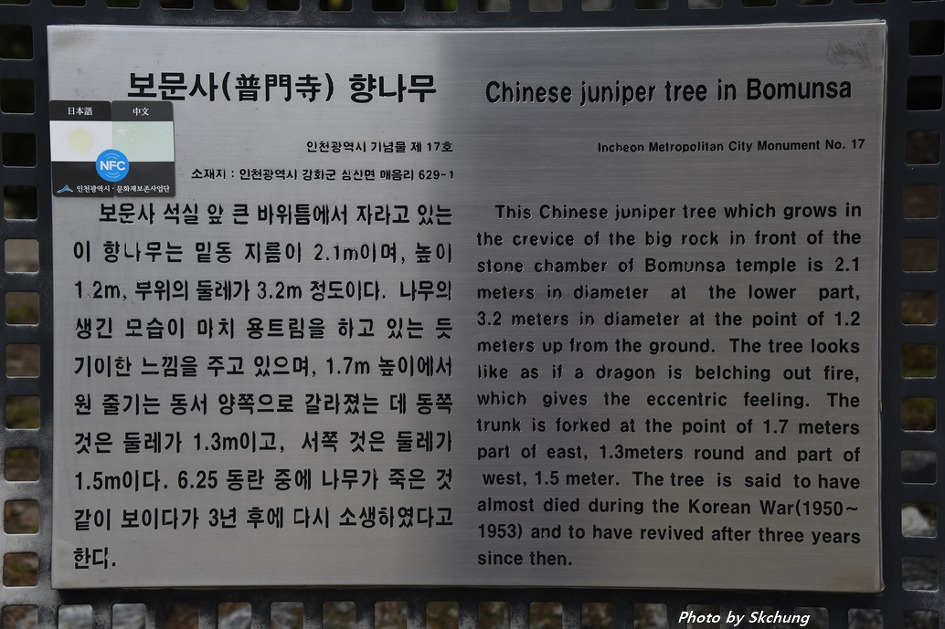 보문사(普門寺) 향나무
日本語 中文
NFC
인천광역시·문화재보존사업단
인천광역시 기념물 제 17호
소재지 : 인천광역시 강화군 삼산면 매음리 629-1
보문사 석실 앞 큰 바위틈에서 자라고 있는
이 향나무는 밑동 지름이 2.1m이며, 높이
1.2m, 부위의 둘레가 3.2m 정도이다. 나무의
생긴 모습이 마치 용트림을 하고 있는 듯
기이한 느낌을 주고 있으며, 1.7m 높이에서
원 줄기는 동서 양쪽으로 갈라졌는 데 동쪽
것은 둘레가 1.3m이고, 서쪽 것은 둘레가
1.5m이다. 6.25 동란 중에 나무가 죽은 것
같이 보이다가 3년 후에 다시 소생하였다고
한다.
Chinese juniper tree in Bomunsa
Incheon Metropolitan City Monument No. 17
This Chinese juniper tree which grows in
the crevice of the big rock in front of the
stone chamber of Bomunsa temple is 2.1
meters in diameter at the lower part,
3.2 meters in diameter at the point of 1.2
meters up from the ground. The tree looks
like as if a dragon is belching out fire,
which gives the eccentric feeling. The
trunk is forked at the point of 1.7 meters
part of east, 1.3meters round and part of
west, 1.5 meter. The tree is said to have
almost died during the Korean War(1950~
1953) and to have revived after three years
since then.
Photo by Skchung